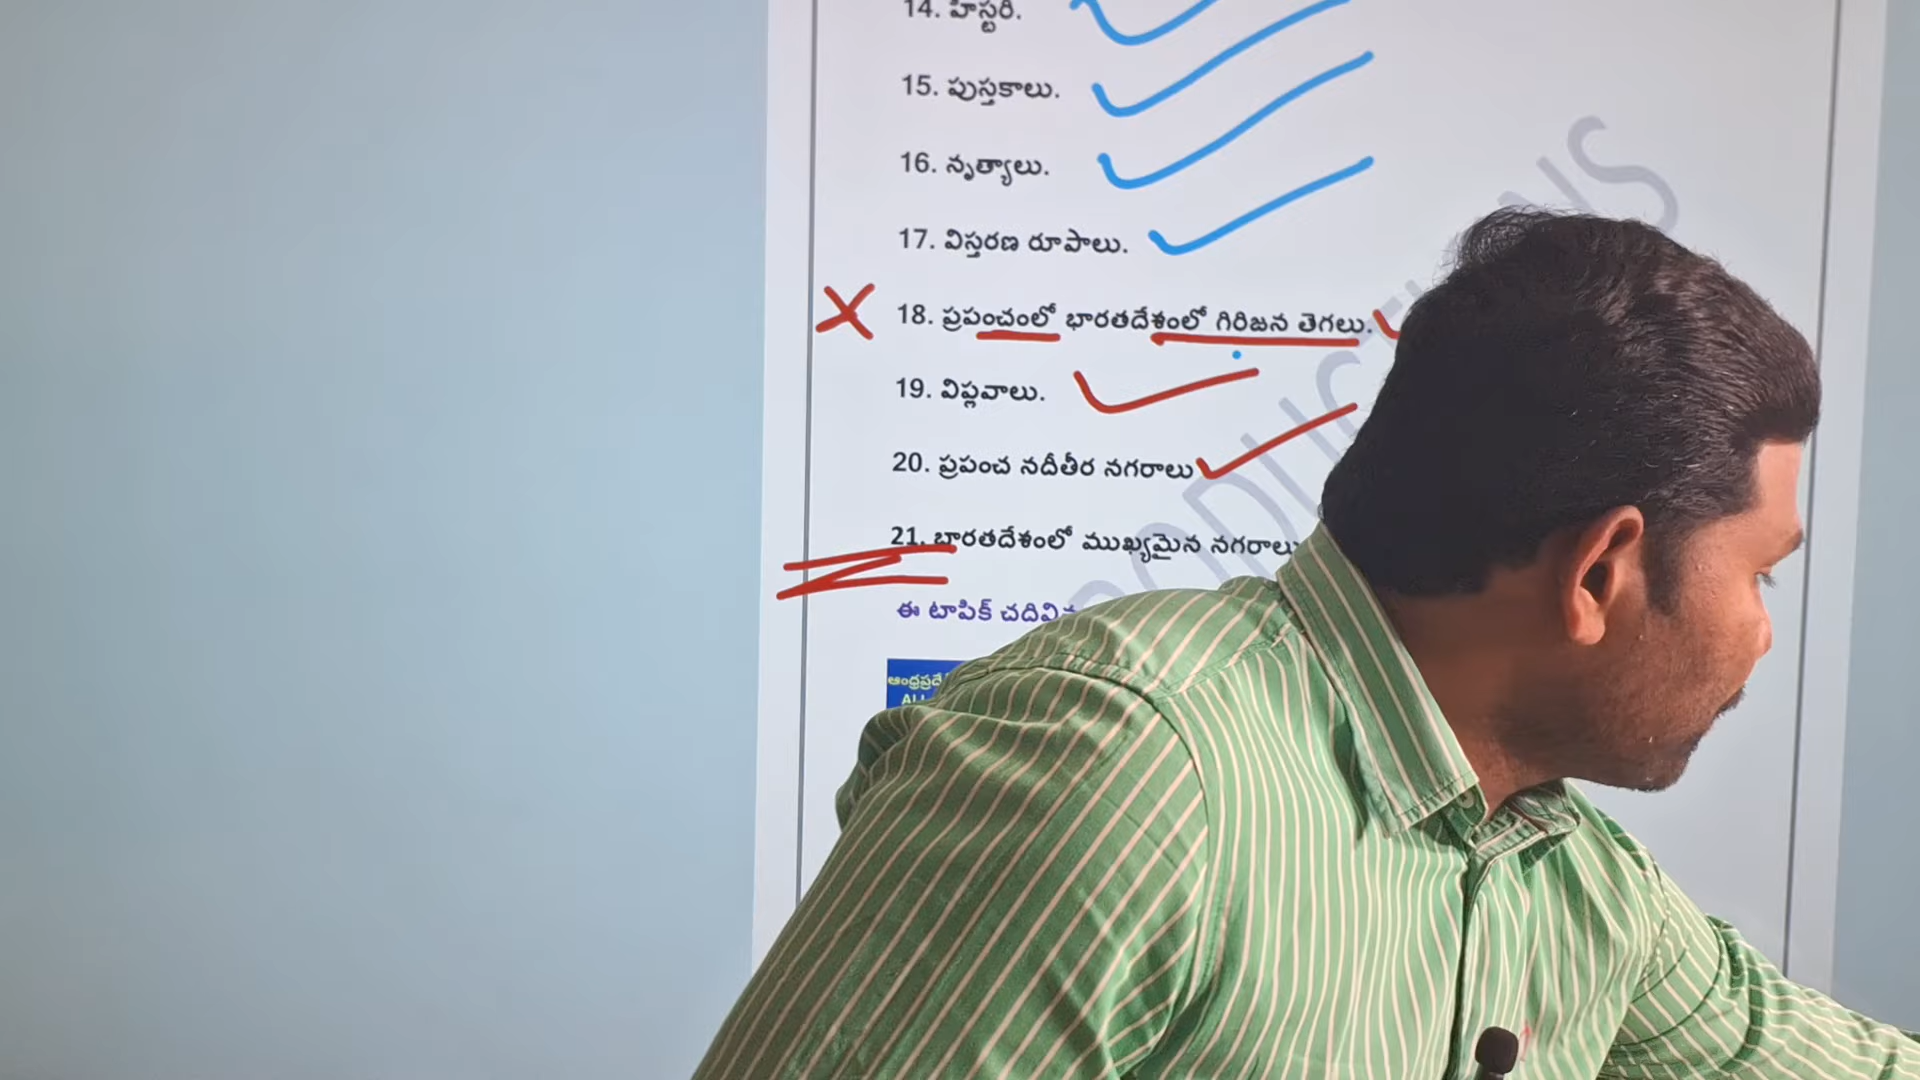 14. హిస్టరీ.
15. పుస్తకాలు.
16. నృత్యాలు.
17. విస్తరణ రూపాలు.
18. ప్రపంచంలో భారతదేశంలో గిరిజన తెగలు.
19. విప్లవాలు.
20. ప్రపంచ నదీతీర నగరాలు
21. భారతదేశంలో ముఖ్యమైన నగరాలు
ఈ టాపిక్